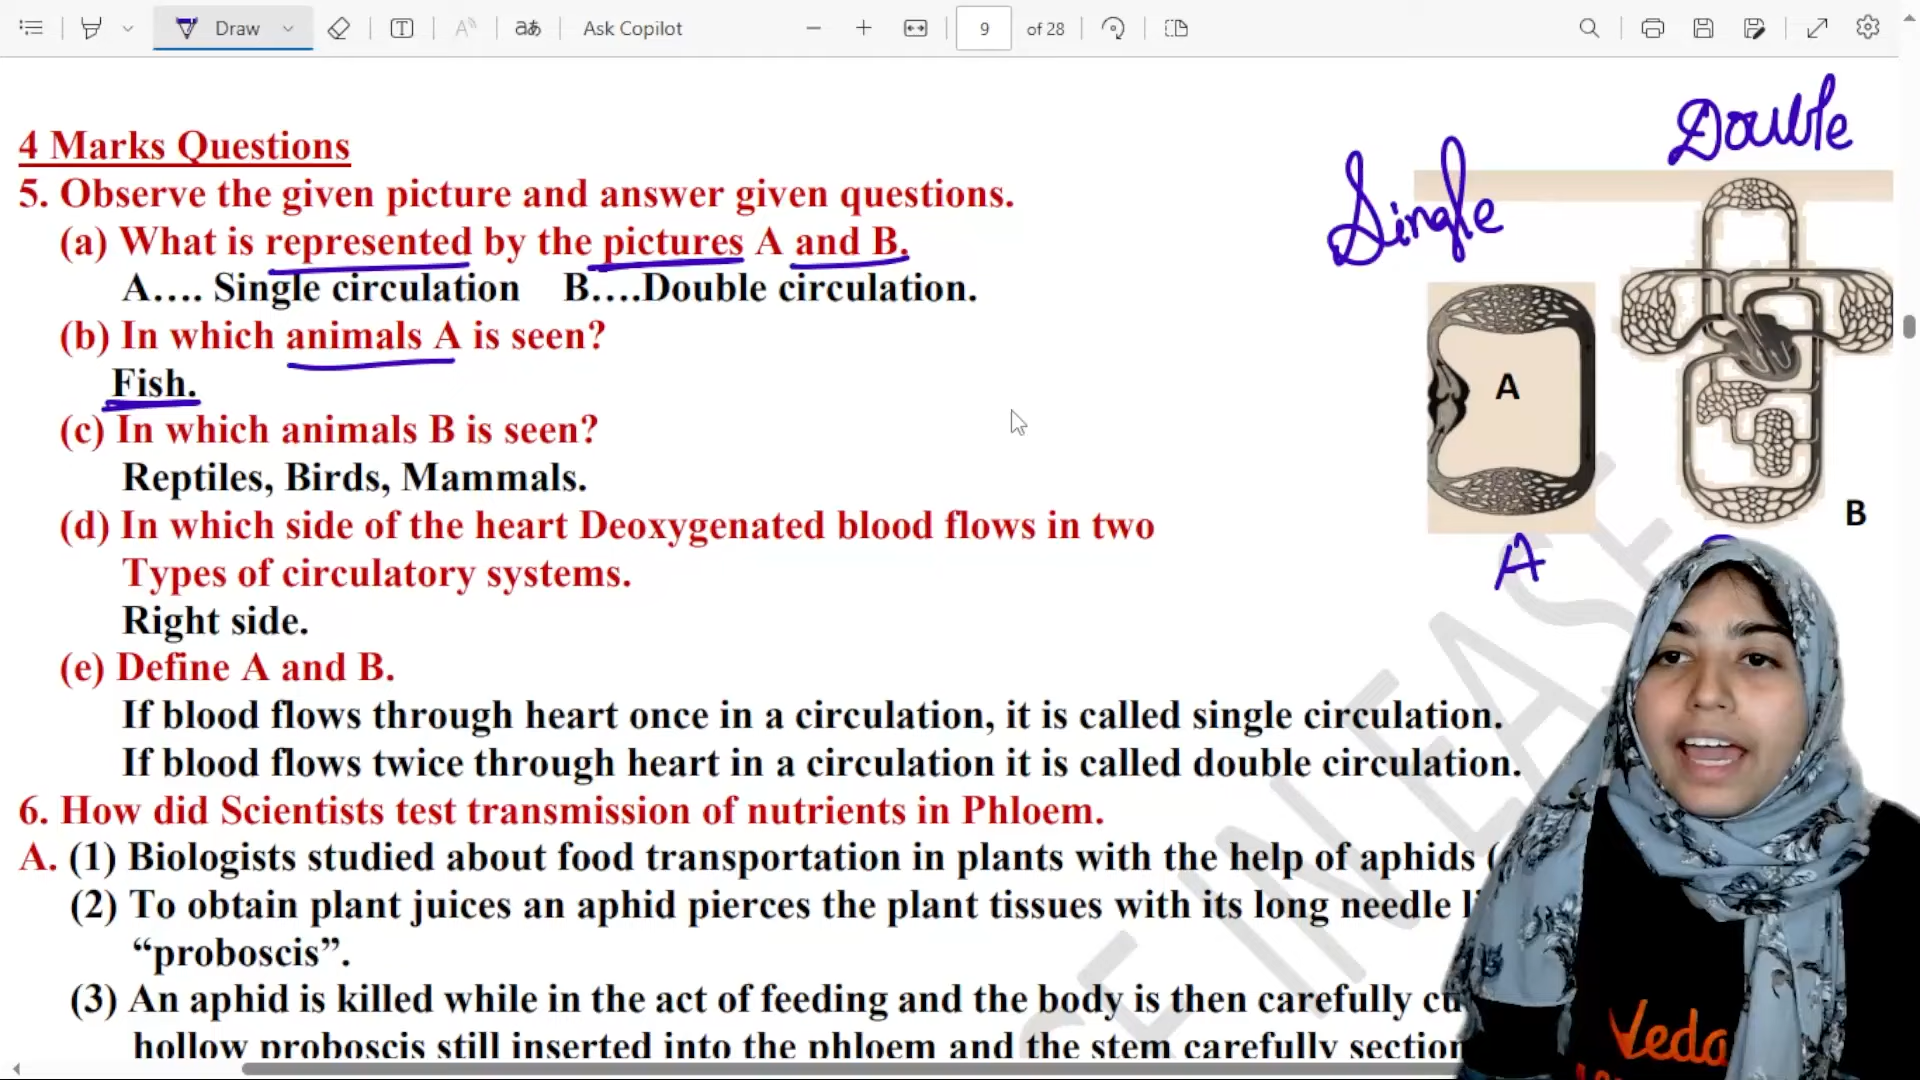 Draw
Ask Copilot
9 of 28
Double
Single
4 Marks Questions
5. Observe the given picture and answer given questions.
(a) What is represented by the pictures A and B.
A.... Single circulation B....Double circulation.
(b) In which animals A is seen?
Fish.
(c) In which animals B is seen?
Reptiles, Birds, Mammals.
(d) In which side of the heart Deoxygenated blood flows in two
Types of circulatory systems.
Right side.
(e) Define A and B.
If blood flows through heart once in a circulation, it is called single circulation.
If blood flows twice through heart in a circulation it is called double circulation.
6. How did Scientists test transmission of nutrients in Phloem.
A. (1) Biologists studied about food transportation in plants with the help of aphids (
(2) To obtain plant juices an aphid pierces the plant tissues with its long needle
“proboscis”.
(3) An aphid is killed while in the act of feeding and the body is then carefully
hollow proboscis still inserted into the phloem and the stem carefully
A
B
A
IN EASE
Veda